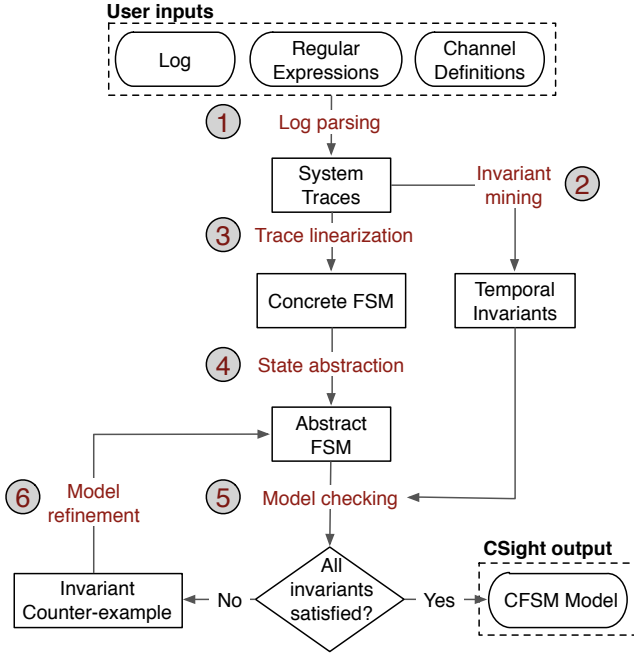 User inputs
Log
Regular
Expressions
Channel
Definitions
1
Log parsing
System
Traces
Invariant
mining
2
3
Trace linearization
Concrete FSM
Temporal
Invariants
4
State abstraction
Abstract
FSM
6
Model
refinement
5
Model checking
All
invariants
satisfied?
Invariant
Counter-example
No
Yes
CSight output
CFSM Model